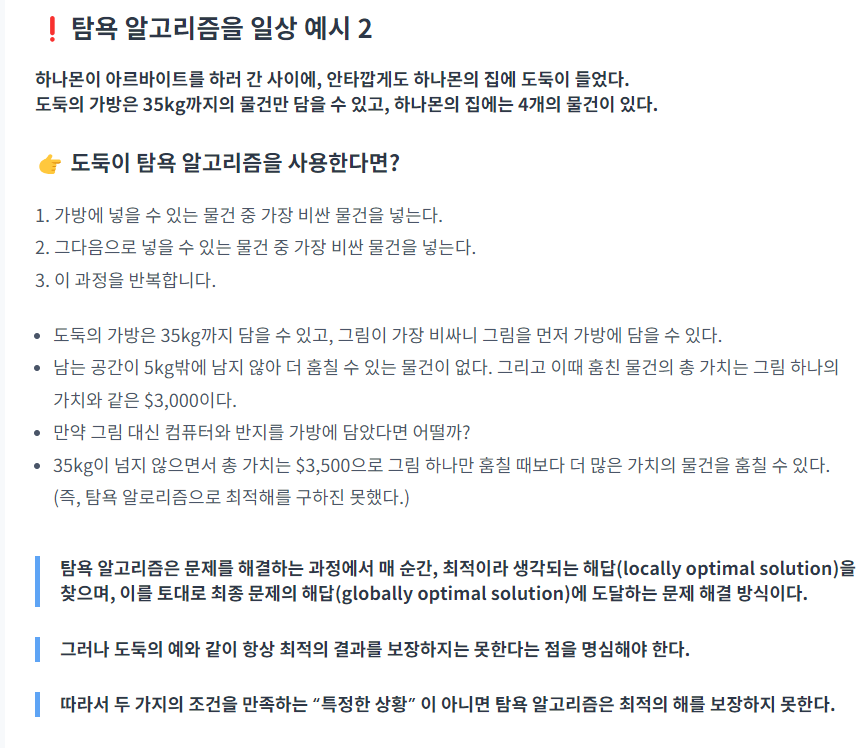 ❗ 탐욕 알고리즘을 일상 예시 2
하나몬이 아르바이트를 하러 간 사이에, 안타깝게도 하나몬의 집에 도둑이 들었다.
도둑의 가방은 35kg까지의 물건만 담을 수 있고, 하나몬의 집에는 4개의 물건이 있다.
👉 도둑이 탐욕 알고리즘을 사용한다면?
1. 가방에 넣을 수 있는 물건 중 가장 비싼 물건을 넣는다.
2. 그다음으로 넣을 수 있는 물건 중 가장 비싼 물건을 넣는다.
3. 이 과정을 반복합니다.
• 도둑의 가방은 35kg까지 담을 수 있고, 그림이 가장 비싸니 그림을 먼저 가방에 담을 수 있다.
• 남는 공간이 5kg밖에 남지 않아 더 훔칠 수 있는 물건이 없다. 그리고 이때 훔친 물건의 총 가치는 그림 하나의
가치와 같은 $3,000이다.
• 만약 그림 대신 컴퓨터와 반지를 가방에 담았다면 어떨까?
• 35kg이 넘지 않으면서 총 가치는 $3,500으로 그림 하나만 훔칠 때보다 더 많은 가치의 물건을 훔칠 수 있다.
(즉, 탐욕 알로리즘으로 최적해를 구하진 못했다.)
탐욕 알고리즘은 문제를 해결하는 과정에서 매 순간, 최적이라 생각되는 해답(locally optimal solution)을
찾으며, 이를 토대로 최종 문제의 해답(globally optimal solution)에 도달하는 문제 해결 방식이다.
그러나 도둑의 예와 같이 항상 최적의 결과를 보장하지는 못한다는 점을 명심해야 한다.
따라서 두 가지의 조건을 만족하는 “특정한 상황” 이 아니면 탐욕 알고리즘은 최적의 해를 보장하지 못한다.